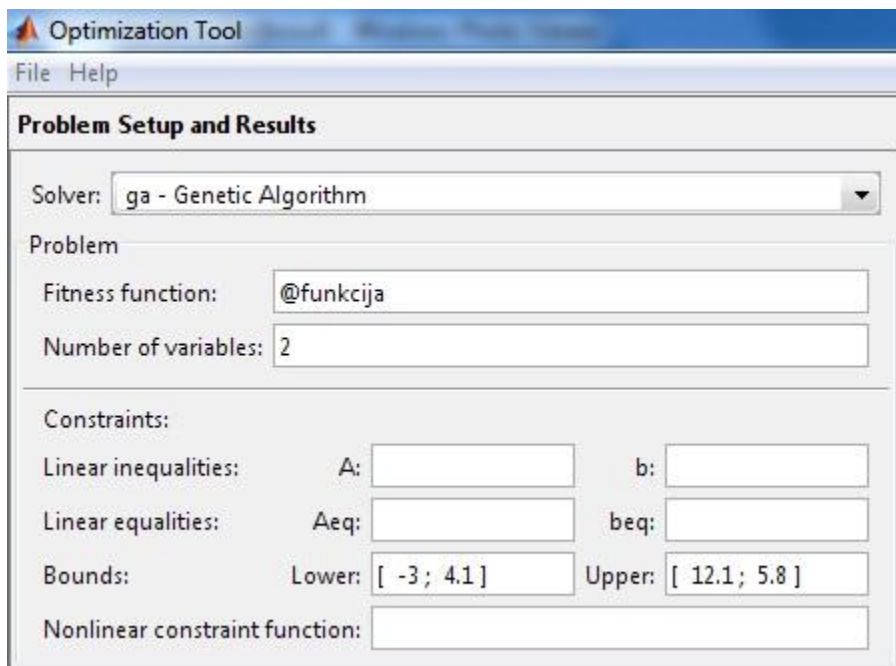 Optimization Tool
File Help
Problem Setup and Results
Solver: ga - Genetic Algorithm
Problem
Fitness function: @funkcija
Number of variables: 2
Constraints:
Linear inequalities: A: b:
Linear equalities: Aeq: beq:
Bounds: Lower: [ -3 ; 4.1 ] Upper: [ 12.1 ; 5.8 ]
Nonlinear constraint function: